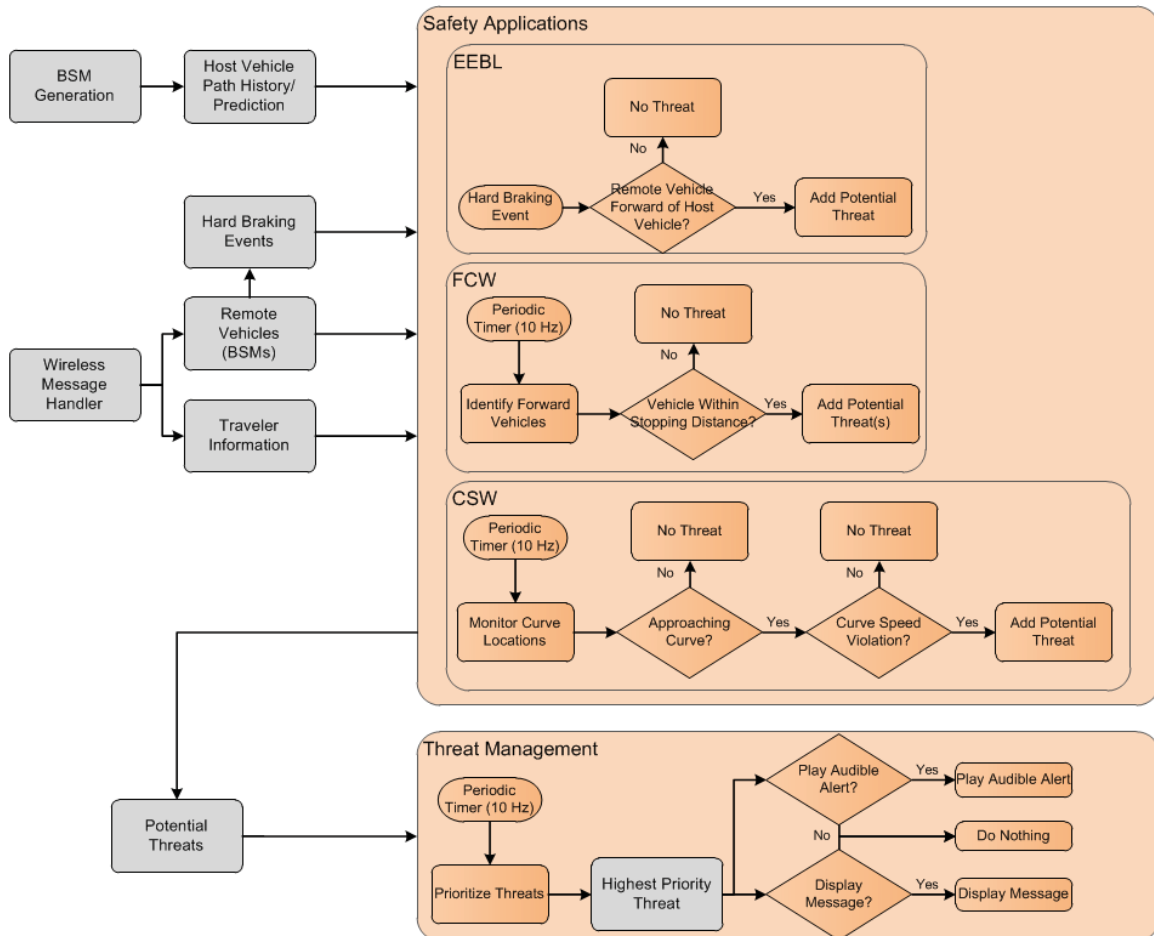 Safety Applications
BSM
Generation
Host Vehicle
Path History/
Prediction
EEBL
No Threat
No
Hard Braking
Event
Remote Vehicle
Forward of Host
Vehicle?
Yes
Add Potential
Threat
Hard Braking
Events
Remote
Vehicles
(BSMs)
Wireless
Message
Handler
Traveler
Information
FCW
Periodic
Timer (10 Hz)
No Threat
No
Identify Forward
Vehicles
Vehicle Within
Stopping Distance?
Yes
Add Potential
Threat(s)
CSW
Periodic
Timer (10 Hz)
No Threat
No Threat
No
No
Monitor Curve
Locations
Approaching
Curve?
Yes
Curve Speed
Violation?
Yes
Add Potential
Threat
Potential
Threats
Threat Management
Periodic
Timer (10 Hz)
Prioritize Threats
Highest Priority
Threat
Play Audible
Alert?
Yes
Play Audible Alert
No
Do Nothing
Display
Message?
Yes
Display Message